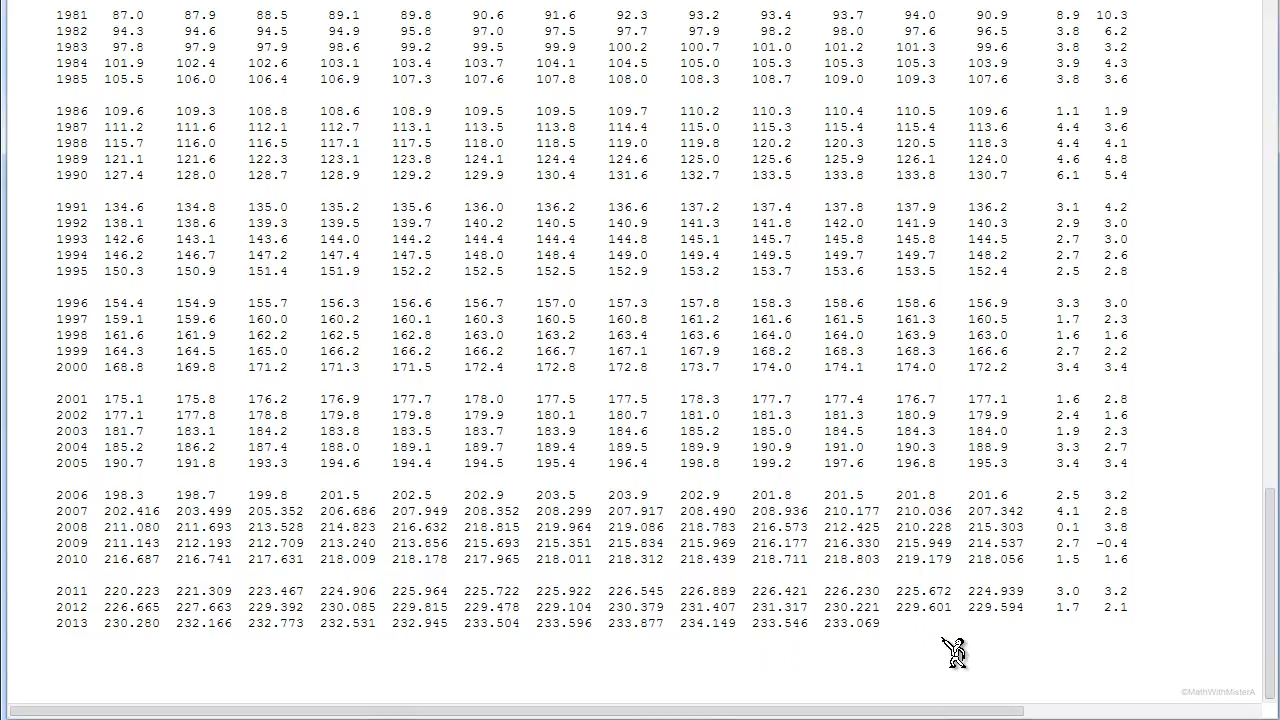 1981 87.0 87.9 88.5 89.1 89.8 90.6 91.6 92.3 93.2 93.4 93.7 94.0 90.9 8.9 10.3
1982 94.3 94.6 94.5 94.9 95.8 97.0 97.5 97.7 97.9 98.2 98.0 97.6 96.5 3.8 6.2
1983 97.8 97.9 97.9 98.6 99.2 99.5 99.9 100.2 100.7 101.0 101.2 101.3 99.6 3.8 3.2
1984 101.9 102.4 102.6 103.1 103.4 103.7 104.1 104.5 105.0 105.3 105.3 105.3 103.9 3.9 4.3
1985 105.5 106.0 106.4 106.9 107.3 107.6 107.8 108.0 108.3 108.7 109.0 109.3 107.6 3.8 3.6
1986 109.6 109.3 108.8 108.6 108.9 109.5 109.5 109.7 110.2 110.3 110.4 110.5 109.6 1.1 1.9
1987 111.2 111.6 112.1 112.7 113.1 113.5 113.8 114.4 115.0 115.3 115.4 115.4 113.6 4.4 3.6
1988 115.7 116.0 116.5 117.1 117.5 118.0 118.5 119.0 119.8 120.2 120.3 120.5 118.3 4.4 4.1
1989 121.1 121.6 122.3 123.1 123.8 124.1 124.4 124.6 125.0 125.6 125.9 126.1 124.0 4.6 4.8
1990 127.4 128.0 128.7 128.9 129.2 129.9 130.4 131.6 132.7 133.5 133.8 133.8 130.7 6.1 5.4
1991 134.6 134.8 135.0 135.2 135.6 136.0 136.2 136.6 137.2 137.4 137.8 137.9 136.2 3.1 4.2
1992 138.1 138.6 139.3 139.5 139.7 140.2 140.5 140.9 141.3 141.8 142.0 141.9 140.3 2.9 3.0
1993 142.6 143.1 143.6 144.0 144.2 144.4 144.4 144.8 145.1 145.7 145.8 145.8 144.5 2.7 3.0
1994 146.2 146.7 147.2 147.4 147.5 148.0 148.4 149.0 149.4 149.5 149.7 149.7 148.2 2.7 2.6
1995 150.3 150.9 151.4 151.9 152.2 152.5 152.5 152.9 153.2 153.7 153.6 153.5 152.4 2.5 2.8
1996 154.4 154.9 155.7 156.3 156.6 156.7 157.0 157.3 157.8 158.3 158.6 158.6 156.9 3.3 3.0
1997 159.1 159.6 160.0 160.2 160.1 160.3 160.5 160.8 161.2 161.6 161.5 161.3 160.5 1.7 2.3
1998 161.6 161.9 162.2 162.5 162.8 163.0 163.2 163.4 163.6 164.0 164.0 163.9 163.0 1.6 1.6
1999 164.3 164.5 165.0 166.2 166.2 166.2 166.7 167.1 167.9 168.2 168.3 168.3 166.6 2.7 2.2
2000 168.8 169.8 171.2 171.3 171.5 172.4 172.8 172.8 173.7 174.0 174.1 174.0 172.2 3.4 3.4
2001 175.1 175.8 176.2 176.9 177.7 178.0 177.5 177.5 178.3 177.7 177.4 176.7 177.1 1.6 2.8
2002 177.1 177.8 178.8 179.8 179.8 179.9 180.1 180.7 181.0 181.3 181.3 180.9 179.9 2.4 1.6
2003 181.7 183.1 184.2 183.8 183.5 183.7 183.9 184.6 185.2 185.0 184.5 184.3 184.0 1.9 2.3
2004 185.2 186.2 187.4 188.0 189.1 189.7 189.4 189.5 189.9 190.9 191.0 190.3 188.9 3.3 2.7
2005 190.7 191.8 193.3 194.6 194.4 194.5 195.4 196.4 198.8 199.2 197.6 196.8 195.3 3.4 3.4
2006 198.3 198.7 199.8 201.5 202.5 202.9 203.5 203.9 202.9 201.8 201.5 201.8 201.6 2.5 3.2
2007 202.416 203.499 205.352 206.686 207.949 208.352 208.299 207.917 208.490 208.936 210.177 210.036 207.342 4.1 2.8
2008 211.080 211.693 213.528 214.823 216.632 218.815 219.964 219.086 218.783 216.573 212.425 210.228 215.303 0.1 3.8
2009 211.143 212.193 212.709 213.240 213.856 215.693 215.351 215.834 215.969 216.177 216.330 215.949 214.537 2.7 -0.4
2010 216.687 216.741 217.631 218.009 218.178 217.965 218.011 218.312 218.439 218.711 218.803 219.179 218.056 1.5 1.6
2011 220.223 221.309 223.467 224.906 225.964 225.722 225.922 226.545 226.889 226.421 226.230 225.672 224.939 3.0 3.2
2012 226.665 227.663 229.392 230.085 229.815 229.478 229.104 230.379 231.407 231.317 230.221 229.601 229.594 1.7 2.1
2013 230.280 232.166 232.773 232.531 232.945 233.504 233.596 233.877 234.149 233.546 233.069
©MathWithMisterA